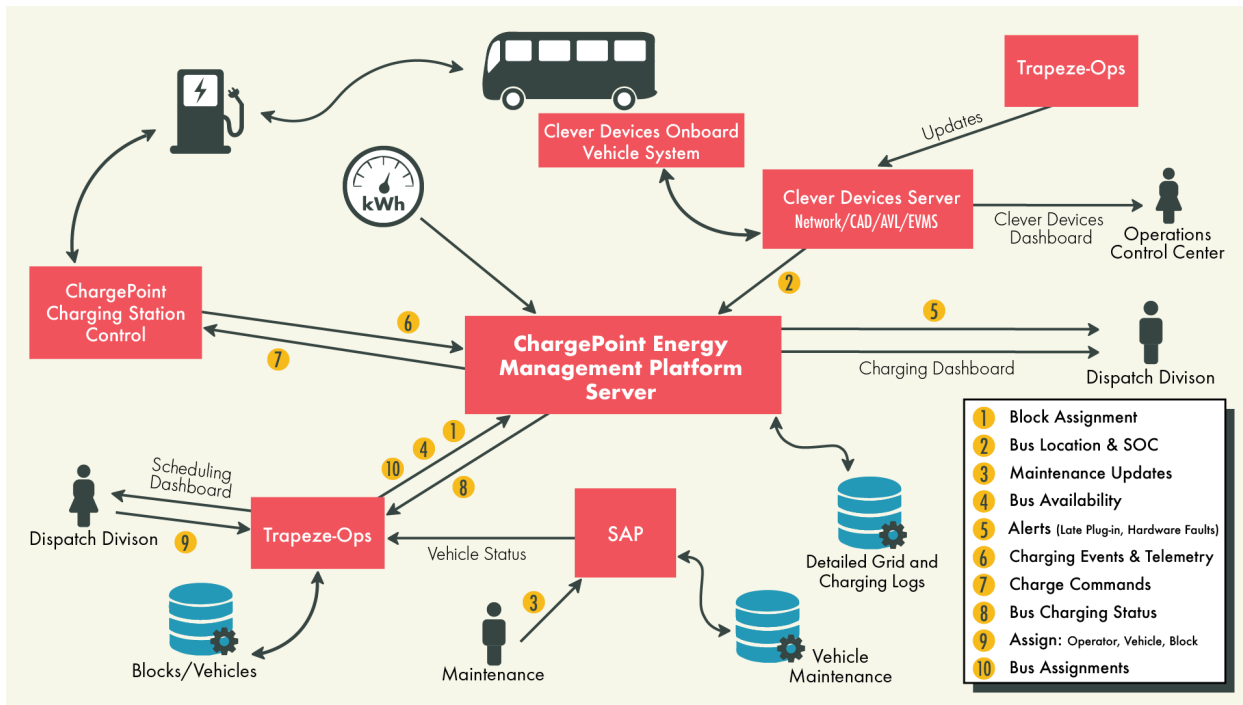 Trapeze-Ops
Updates
Clever Devices Onboard
Vehicle System
kWh
Clever Devices Server
Network/CAD/AVL/EVMS
Clever Devices
Dashboard
Operations
Control Center
2
ChargePoint
Charging Station
Control
6
7
ChargePoint Energy
Management Platform
Server
5
Charging Dashboard
Dispatch Divison
1
4
10
8
Scheduling
Dashboard
Dispatch Divison
9
Trapeze-Ops
Vehicle Status
SAP
Detailed Grid and
Charging Logs
Blocks/Vehicles
3
Maintenance
Vehicle
Maintenance
1 Block Assignment
2 Bus Location & SOC
3 Maintenance Updates
4 Bus Availability
5 Alerts (Late Plug-in, Hardware Faults)
6 Charging Events & Telemetry
7 Charge Commands
8 Bus Charging Status
9 Assign: Operator, Vehicle, Block
10 Bus Assignments